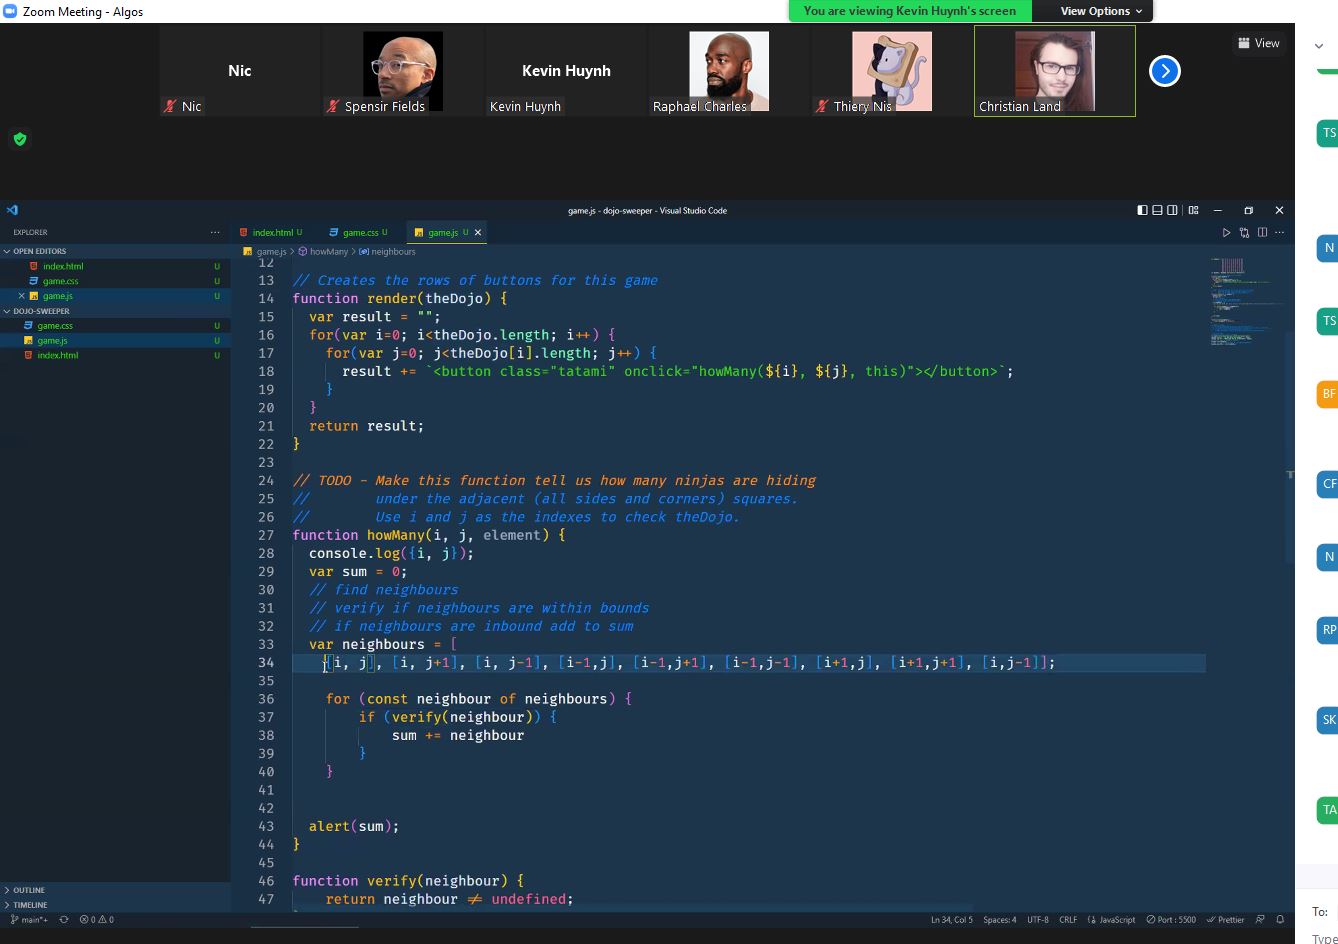 Zoom Meeting - Algos
You are viewing Kevin Huynh's screen
View Options
Nic
Kevin Huynh
View
Nic
Spensir Fields
Kevin Huynh
Raphael Charles
Thiery Nis
Christian Land
game.js - dojo-sweeper - Visual Studio Code
EXPLORER
index.html U
game.css U
game.js U
OPEN EDITORS
game.js > howMany > neighbours
index.html U
game.css U
game.js U
DOJO-SWEEPER
game.css U
game.js U
index.html U
12
13 // Creates the rows of buttons for this game
14 function render(theDojo) {
15 var result = "";
16 for(var i=0; i<theDojo.length; i++) {
17 for(var j=0; j<theDojo[i].length; j++) {
18 result += `<button class="tatami" onclick="howMany(${i}, ${j}, this)"></button>`;
19 }
20 }
21 return result;
22 }
23
24 // TODO - Make this function tell us how many ninjas are hiding
25 // under the adjacent (all sides and corners) squares.
26 // Use i and j as the indexes to check theDojo.
27 function howMany(i, j, element) {
28 console.log({i, j});
29 var sum = 0;
30 // find neighbours
31 // verify if neighbours are within bounds
32 // if neighbours are inbound add to sum
33 var neighbours = [
34 [i, j], [i, j+1], [i, j-1], [i-1,j], [i-1,j+1], [i-1,j-1], [i+1,j], [i+1,j+1], [i,j-1]];
35
36 for (const neighbour of neighbours) {
37 if (verify(neighbour)) {
38 sum += neighbour
39 }
40 }
41
42
43 alert(sum);
44 }
45
46 function verify(neighbour) {
47 return neighbour ≠ undefined;
OUTLINE
TIMELINE
main*+
0 0
Ln 34, Col 5
Spaces: 4
UTF-8
CRLF
JavaScript
Port : 5500
Prettier
TS
N
TS
BF
CF
N
RP
SK
TA
To:
Type